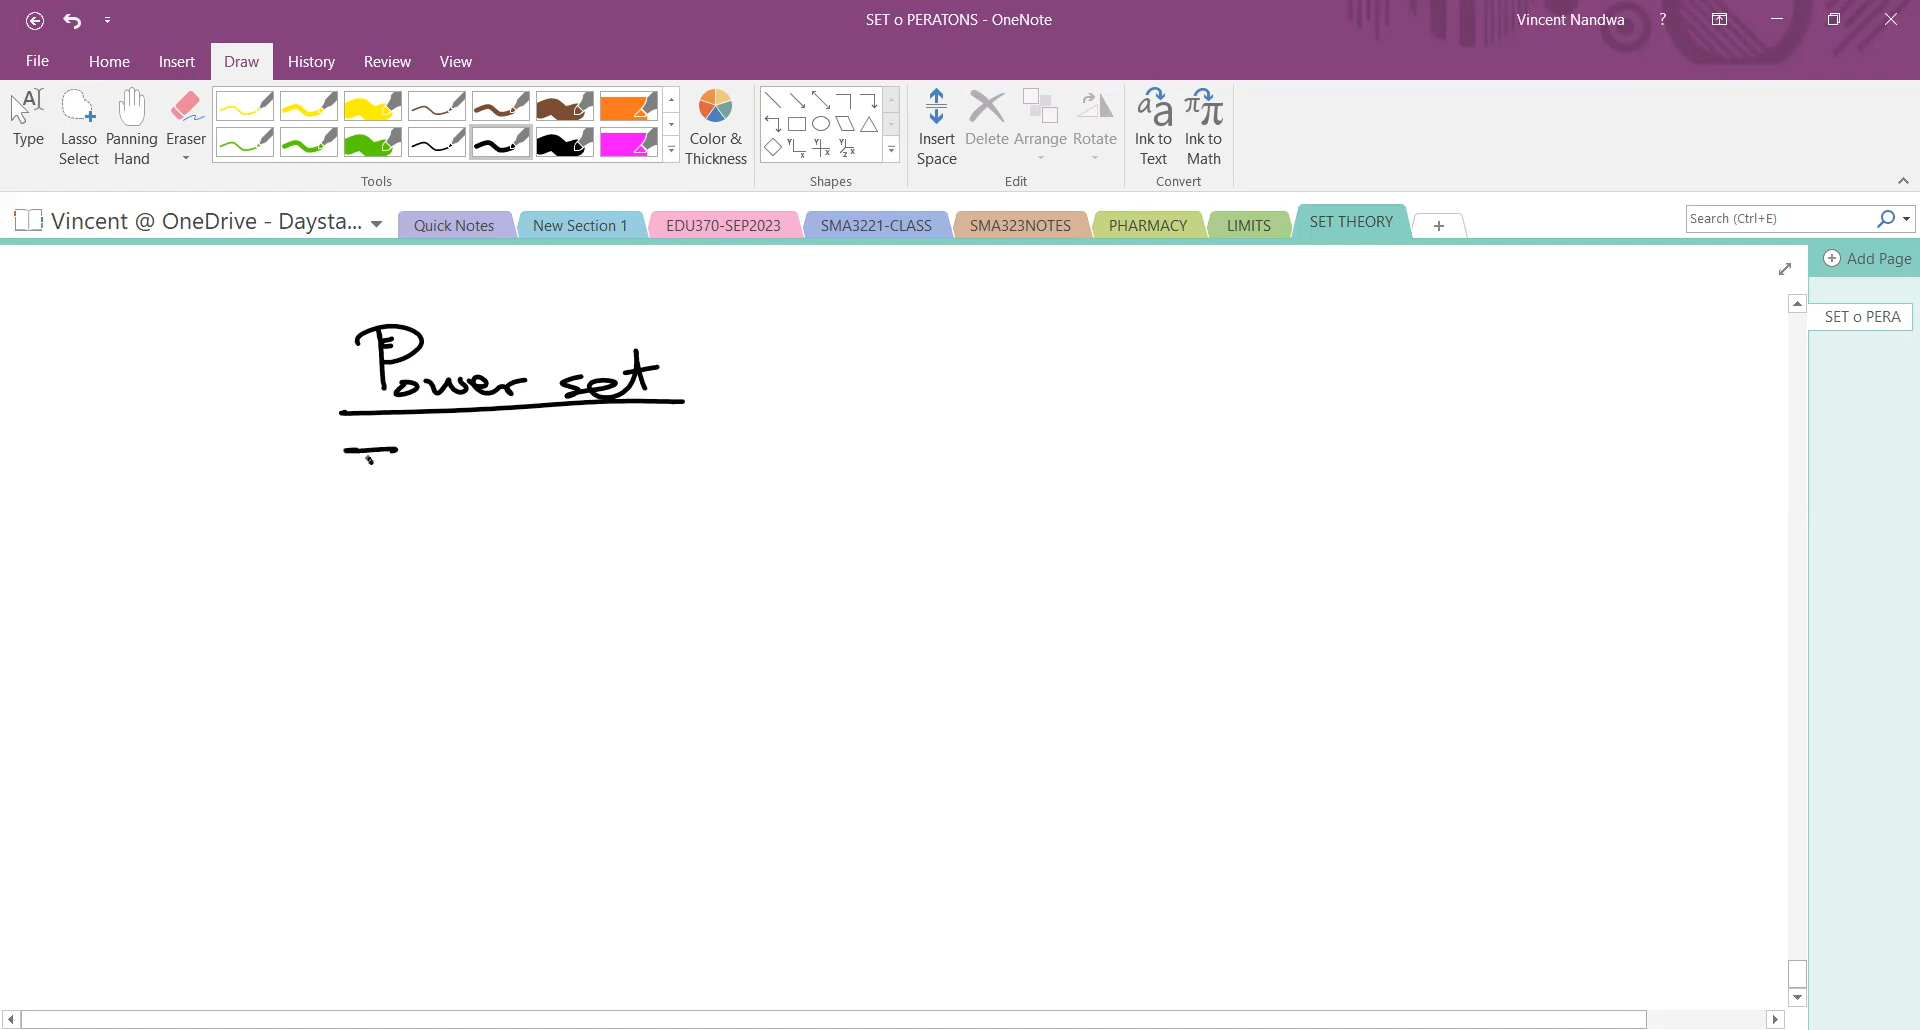 SET o PERATONS - OneNote
Vincent Nandwa
?
File Home Insert Draw History Review View
Type
Lasso Select
Panning Hand
Eraser
Color & Thickness
Insert Space
Delete
Arrange
Rotate
Ink to Text
Ink to Math
Tools
Shapes
Edit
Convert
Vincent @ OneDrive - Daysta...
Quick Notes
New Section 1
EDU370-SEP2023
SMA3221-CLASS
SMA323NOTES
PHARMACY
LIMITS
SET THEORY
Search (Ctrl+E)
Add Page
SET o PERA
Power set